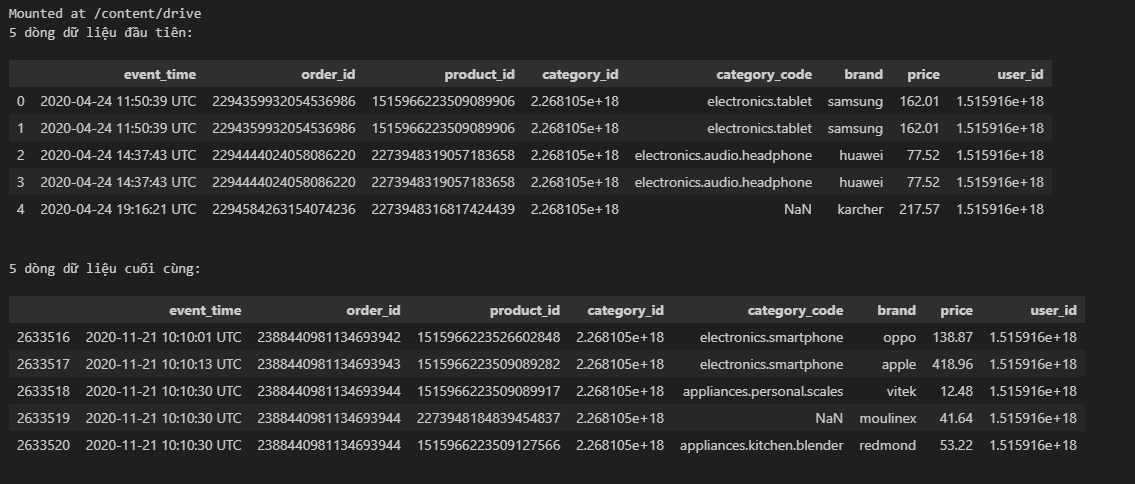 Mounted at /content/drive
5 dòng dữ liệu đầu tiên:
event_time order_id product_id category_id category_code brand price user_id
0 2020-04-24 11:50:39 UTC 2294359932054536986 1515966223509089906 2.268105e+18 electronics.tablet samsung 162.01 1.515916e+18
1 2020-04-24 11:50:39 UTC 2294359932054536986 1515966223509089906 2.268105e+18 electronics.tablet samsung 162.01 1.515916e+18
2 2020-04-24 14:37:43 UTC 2294444024058086220 2273948319057183658 2.268105e+18 electronics.audio.headphone huawei 77.52 1.515916e+18
3 2020-04-24 14:37:43 UTC 2294444024058086220 2273948319057183658 2.268105e+18 electronics.audio.headphone huawei 77.52 1.515916e+18
4 2020-04-24 19:16:21 UTC 2294584263154074236 2273948316817424439 2.268105e+18 NaN karcher 217.57 1.515916e+18
5 dòng dữ liệu cuối cùng:
event_time order_id product_id category_id category_code brand price user_id
2633516 2020-11-21 10:10:01 UTC 2388440981134693942 1515966223526602848 2.268105e+18 electronics.smartphone oppo 138.87 1.515916e+18
2633517 2020-11-21 10:10:13 UTC 2388440981134693943 1515966223509089282 2.268105e+18 electronics.smartphone apple 418.96 1.515916e+18
2633518 2020-11-21 10:10:30 UTC 2388440981134693944 1515966223509089917 2.268105e+18 appliances.personal.scales vitek 12.48 1.515916e+18
2633519 2020-11-21 10:10:30 UTC 2388440981134693944 2273948184839454837 2.268105e+18 NaN moulinex 41.64 1.515916e+18
2633520 2020-11-21 10:10:30 UTC 2388440981134693944 1515966223509127566 2.268105e+18 appliances.kitchen.blender redmond 53.22 1.515916e+18